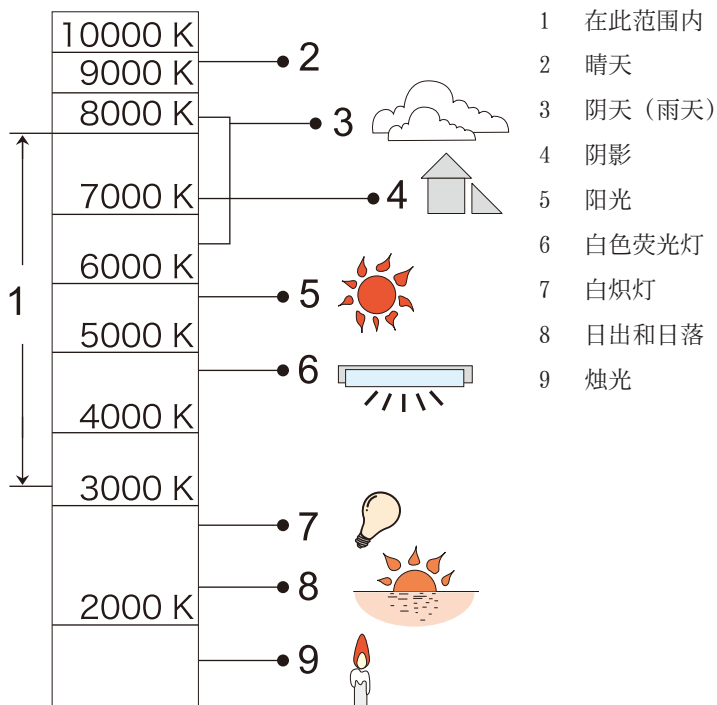 10000 K
9000 K
8000 K
7000 K
6000 K
5000 K
4000 K
3000 K
2000 K
1
2
3
4
5
6
7
8
9
1 在此范围内
2 晴天
3 阴天（雨天）
4 阴影
5 阳光
6 白色荧光灯
7 白炽灯
8 日出和日落
9 烛光